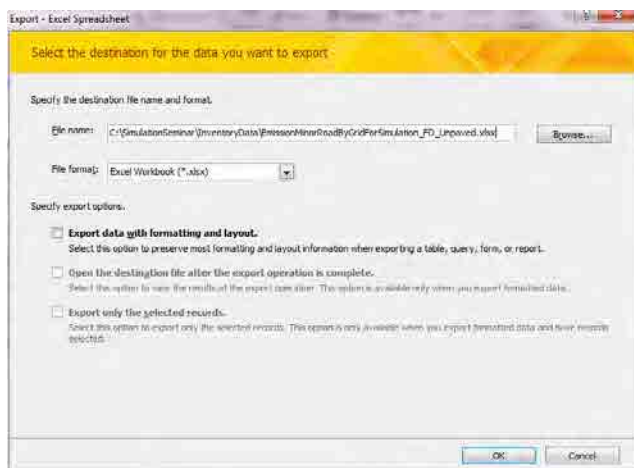 Export - Excel Spreadsheet
Select the destination for the data you want to export
Specify the destination file name and format.
File name: C:\SimulationSeminar\InventoryData\EmissionMinorRoadByGridForSimulation_FD_Unpaved.xlsx
Browse...
File format: Excel Workbook (*.xlsx)
Specify export options.
Export data with formatting and layout.
Select this option to preserve most formatting and layout information when exporting a table, query, form, or report.
Open the destination file after the export operation is complete.
Select this option to view the results of the export operation. This option is available only when you export formatted data.
Export only the selected records.
Select this option to export only the selected records. This option is only available when you export formatted data and have records
selected.
OK Cancel